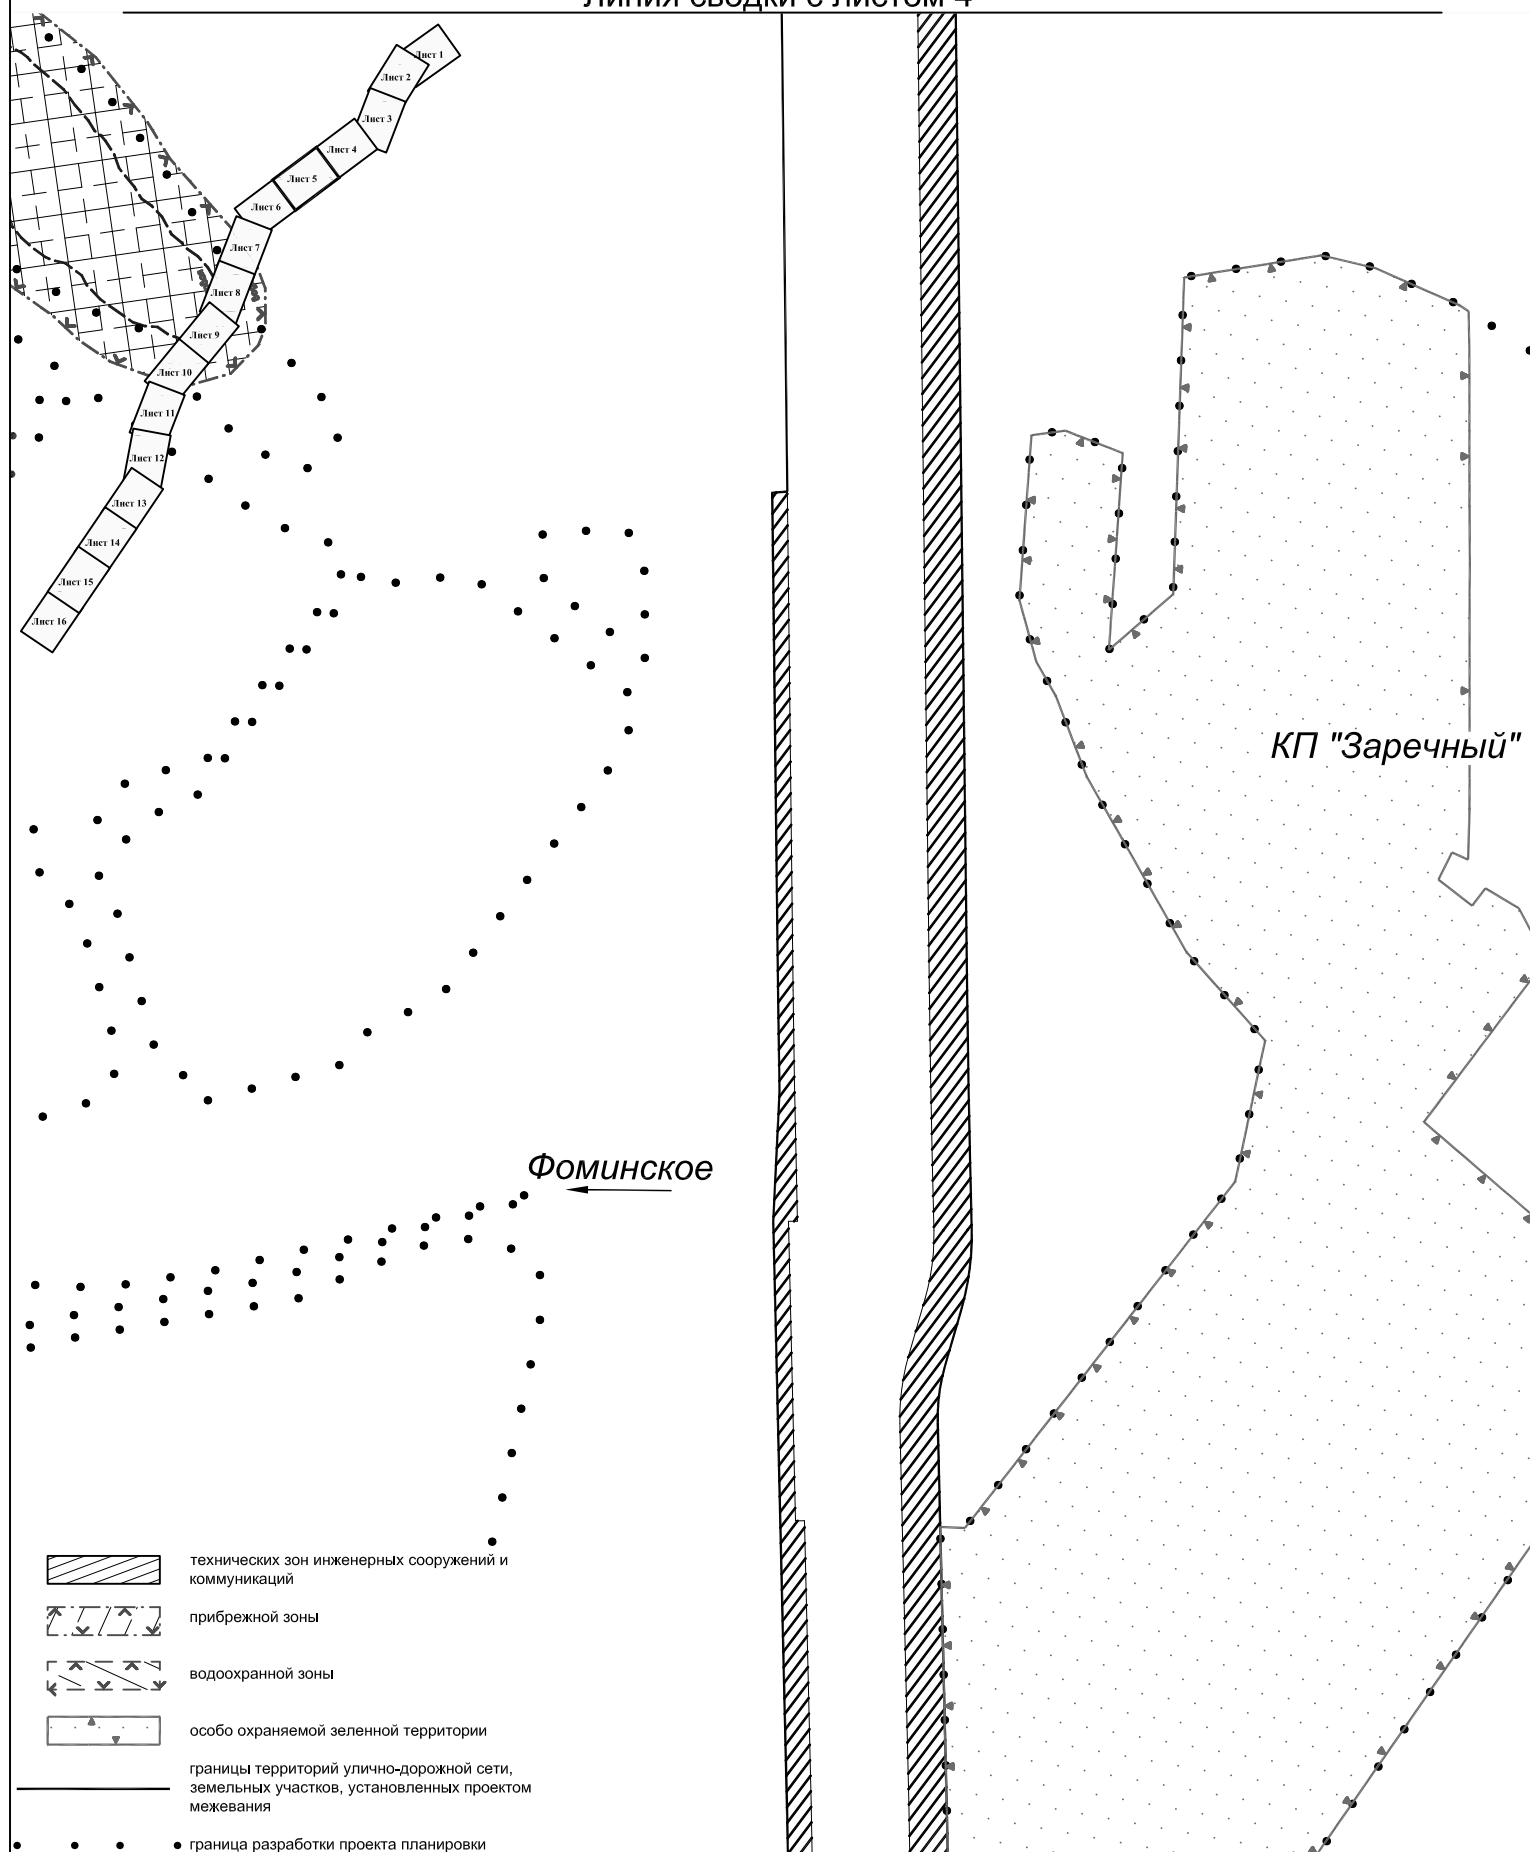 Линия сводки с листом 4
Лист 1
Лист 2
Лист 3
Лист 4
Лист 5
Лист 6
Лист 7
Лист 8
Лист 9
Лист 10
Лист 11
Лист 12
Лист 13
Лист 14
Лист 15
Лист 16
КП "Заречный"
Фоминское
технических зон инженерных сооружений и
коммуникаций
прибрежной зоны
водоохранной зоны
особо охраняемой зеленной территории
границы территорий улично-дорожной сети,
земельных участков, установленных проектом
межевания
граница разработки проекта планировки